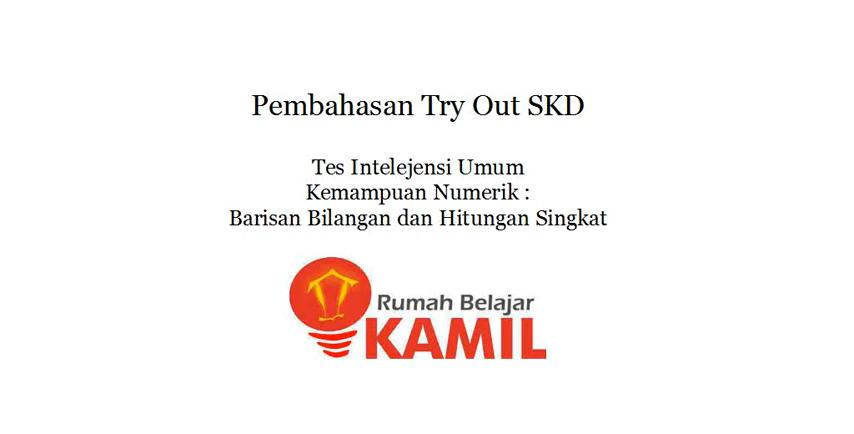 Pembahasan Try Out SKD
Tes Intelejensi Umum
Kemampuan Numerik :
Barisan Bilangan dan Hitungan Singkat
Rumah Belajar
KAMIL